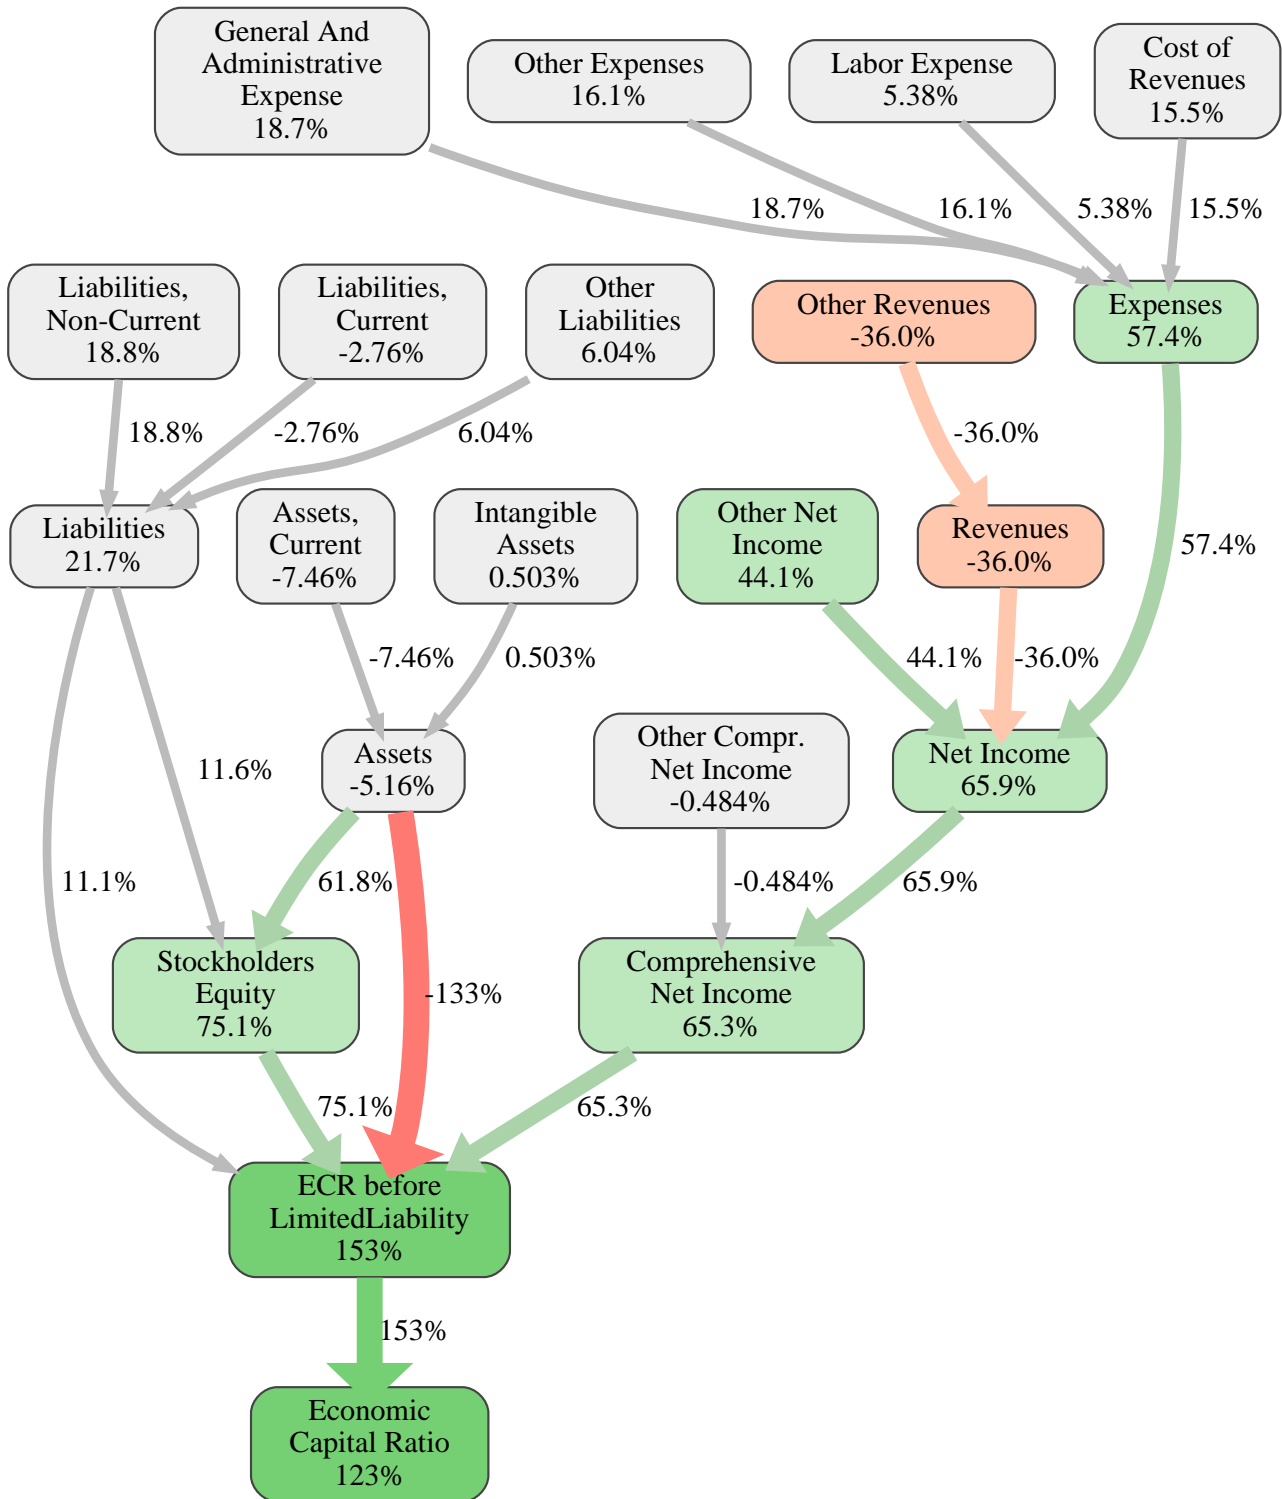 General And
Administrative
Expense
18.7%
Other Expenses
16.1%
Labor Expense
5.38%
Cost of
Revenues
15.5%
18.7%
16.1%
5.38%
15.5%
Liabilities,
Non-Current
18.8%
Liabilities,
Current
-2.76%
Other
Liabilities
6.04%
Other Revenues
-36.0%
Expenses
57.4%
18.8%
-2.76%
6.04%
-36.0%
57.4%
Liabilities
21.7%
Assets,
Current
-7.46%
Intangible
Assets
0.503%
Other Net
Income
44.1%
Revenues
-36.0%
-7.46%
0.503%
44.1%
-36.0%
11.6%
Assets
-5.16%
Other Compr.
Net Income
-0.484%
Net Income
65.9%
11.1%
61.8%
-0.484%
65.9%
Stockholders
Equity
75.1%
-133%
Comprehensive
Net Income
65.3%
75.1%
65.3%
ECR before
LimitedLiability
153%
153%
Economic
Capital Ratio
123%